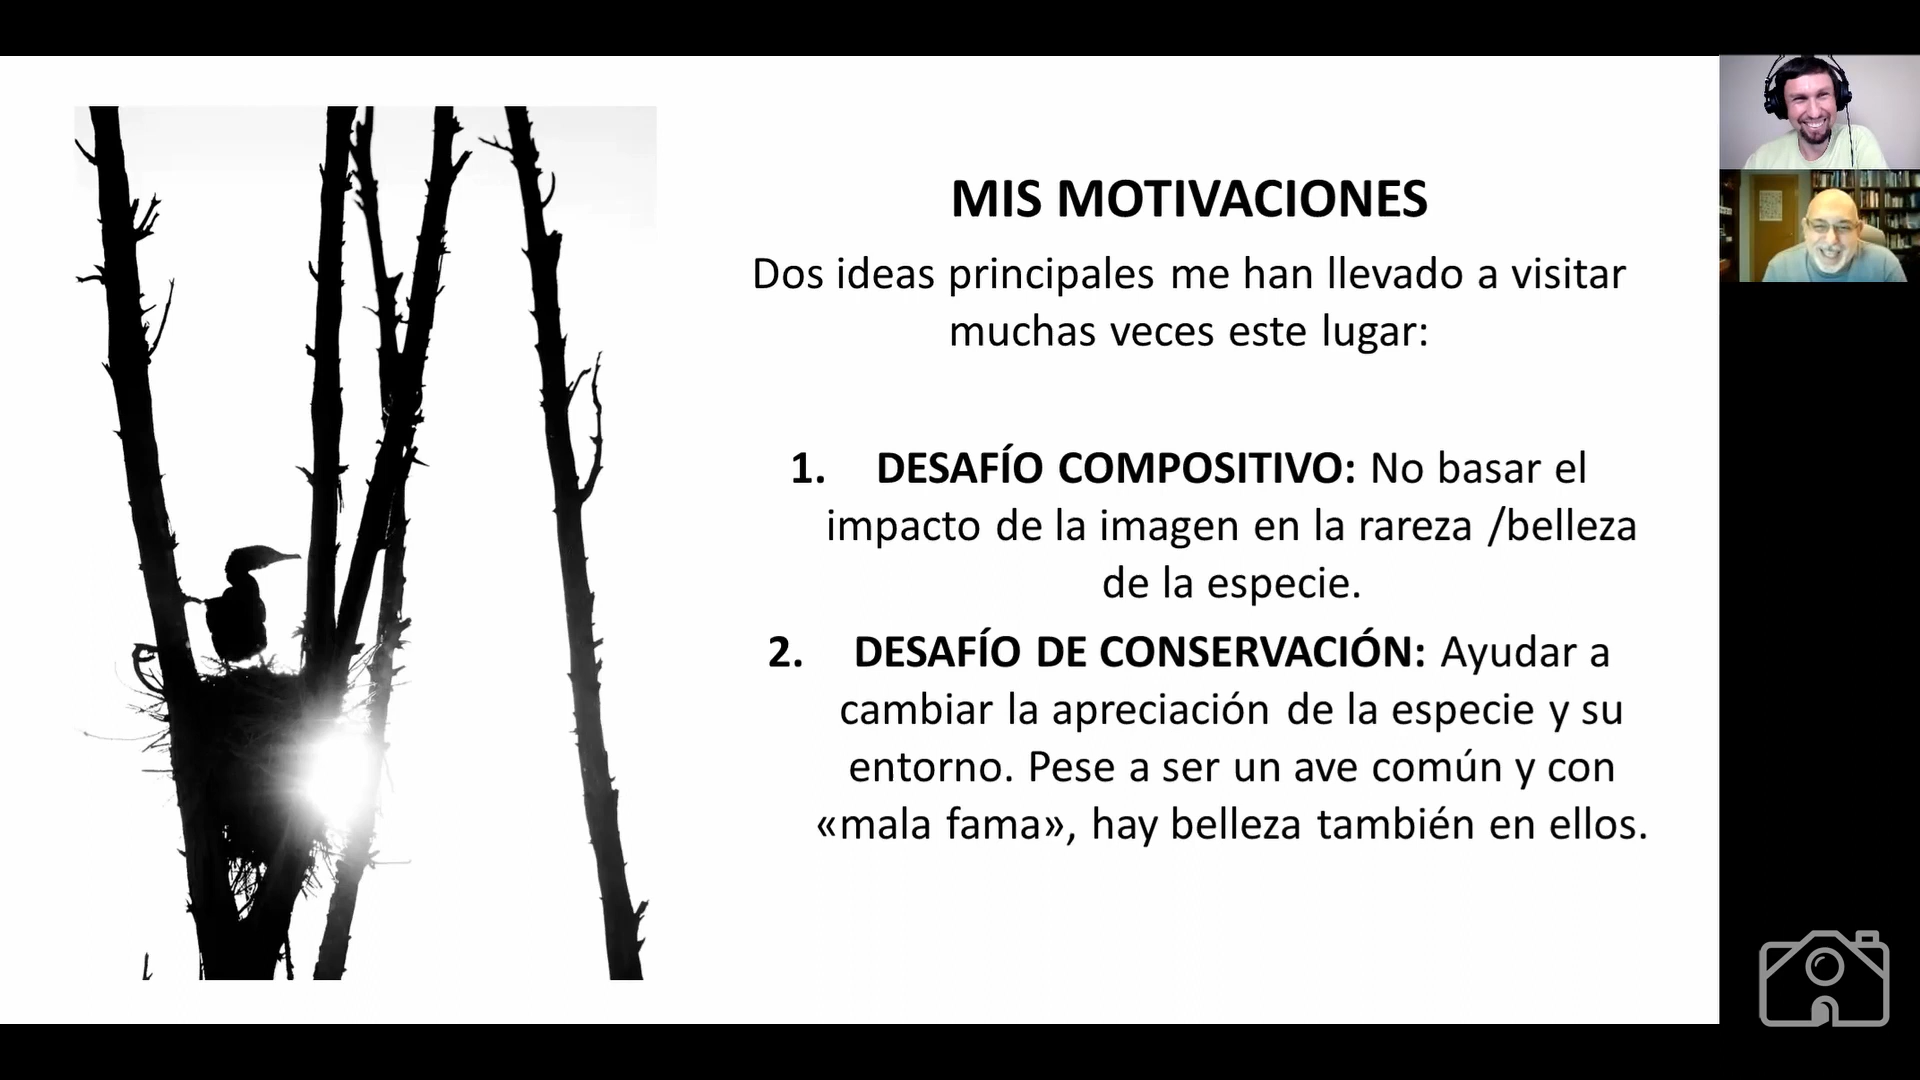 MIS MOTIVACIONES
Dos ideas principales me han llevado a visitar
muchas veces este lugar:
1. DESAFÍO COMPOSITIVO: No basar el
impacto de la imagen en la rareza /belleza
de la especie.
2. DESAFÍO DE CONSERVACIÓN: Ayudar a
cambiar la apreciación de la especie y su
entorno. Pese a ser un ave común y con
«mala fama», hay belleza también en ellos.